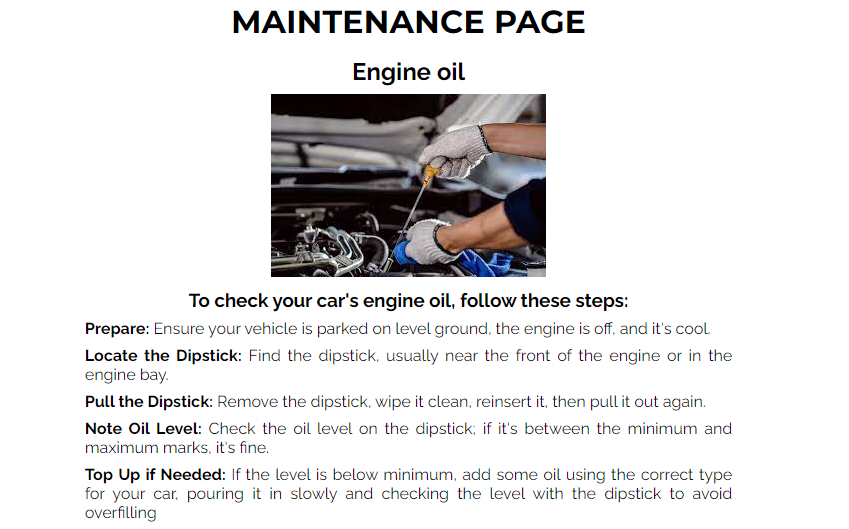 MAINTENANCE PAGE
Engine oil
To check your car's engine oil, follow these steps:
Prepare: Ensure your vehicle is parked on level ground, the engine is off, and it's cool.
Locate the Dipstick: Find the dipstick, usually near the front of the engine or in the
engine bay.
Pull the Dipstick: Remove the dipstick, wipe it clean, reinsert it, then pull it out again.
Note Oil Level: Check the oil level on the dipstick; if it's between the minimum and
maximum marks, it's fine.
Top Up if Needed: If the level is below minimum, add some oil using the correct type
for your car, pouring it in slowly and checking the level with the dipstick to avoid
overfilling